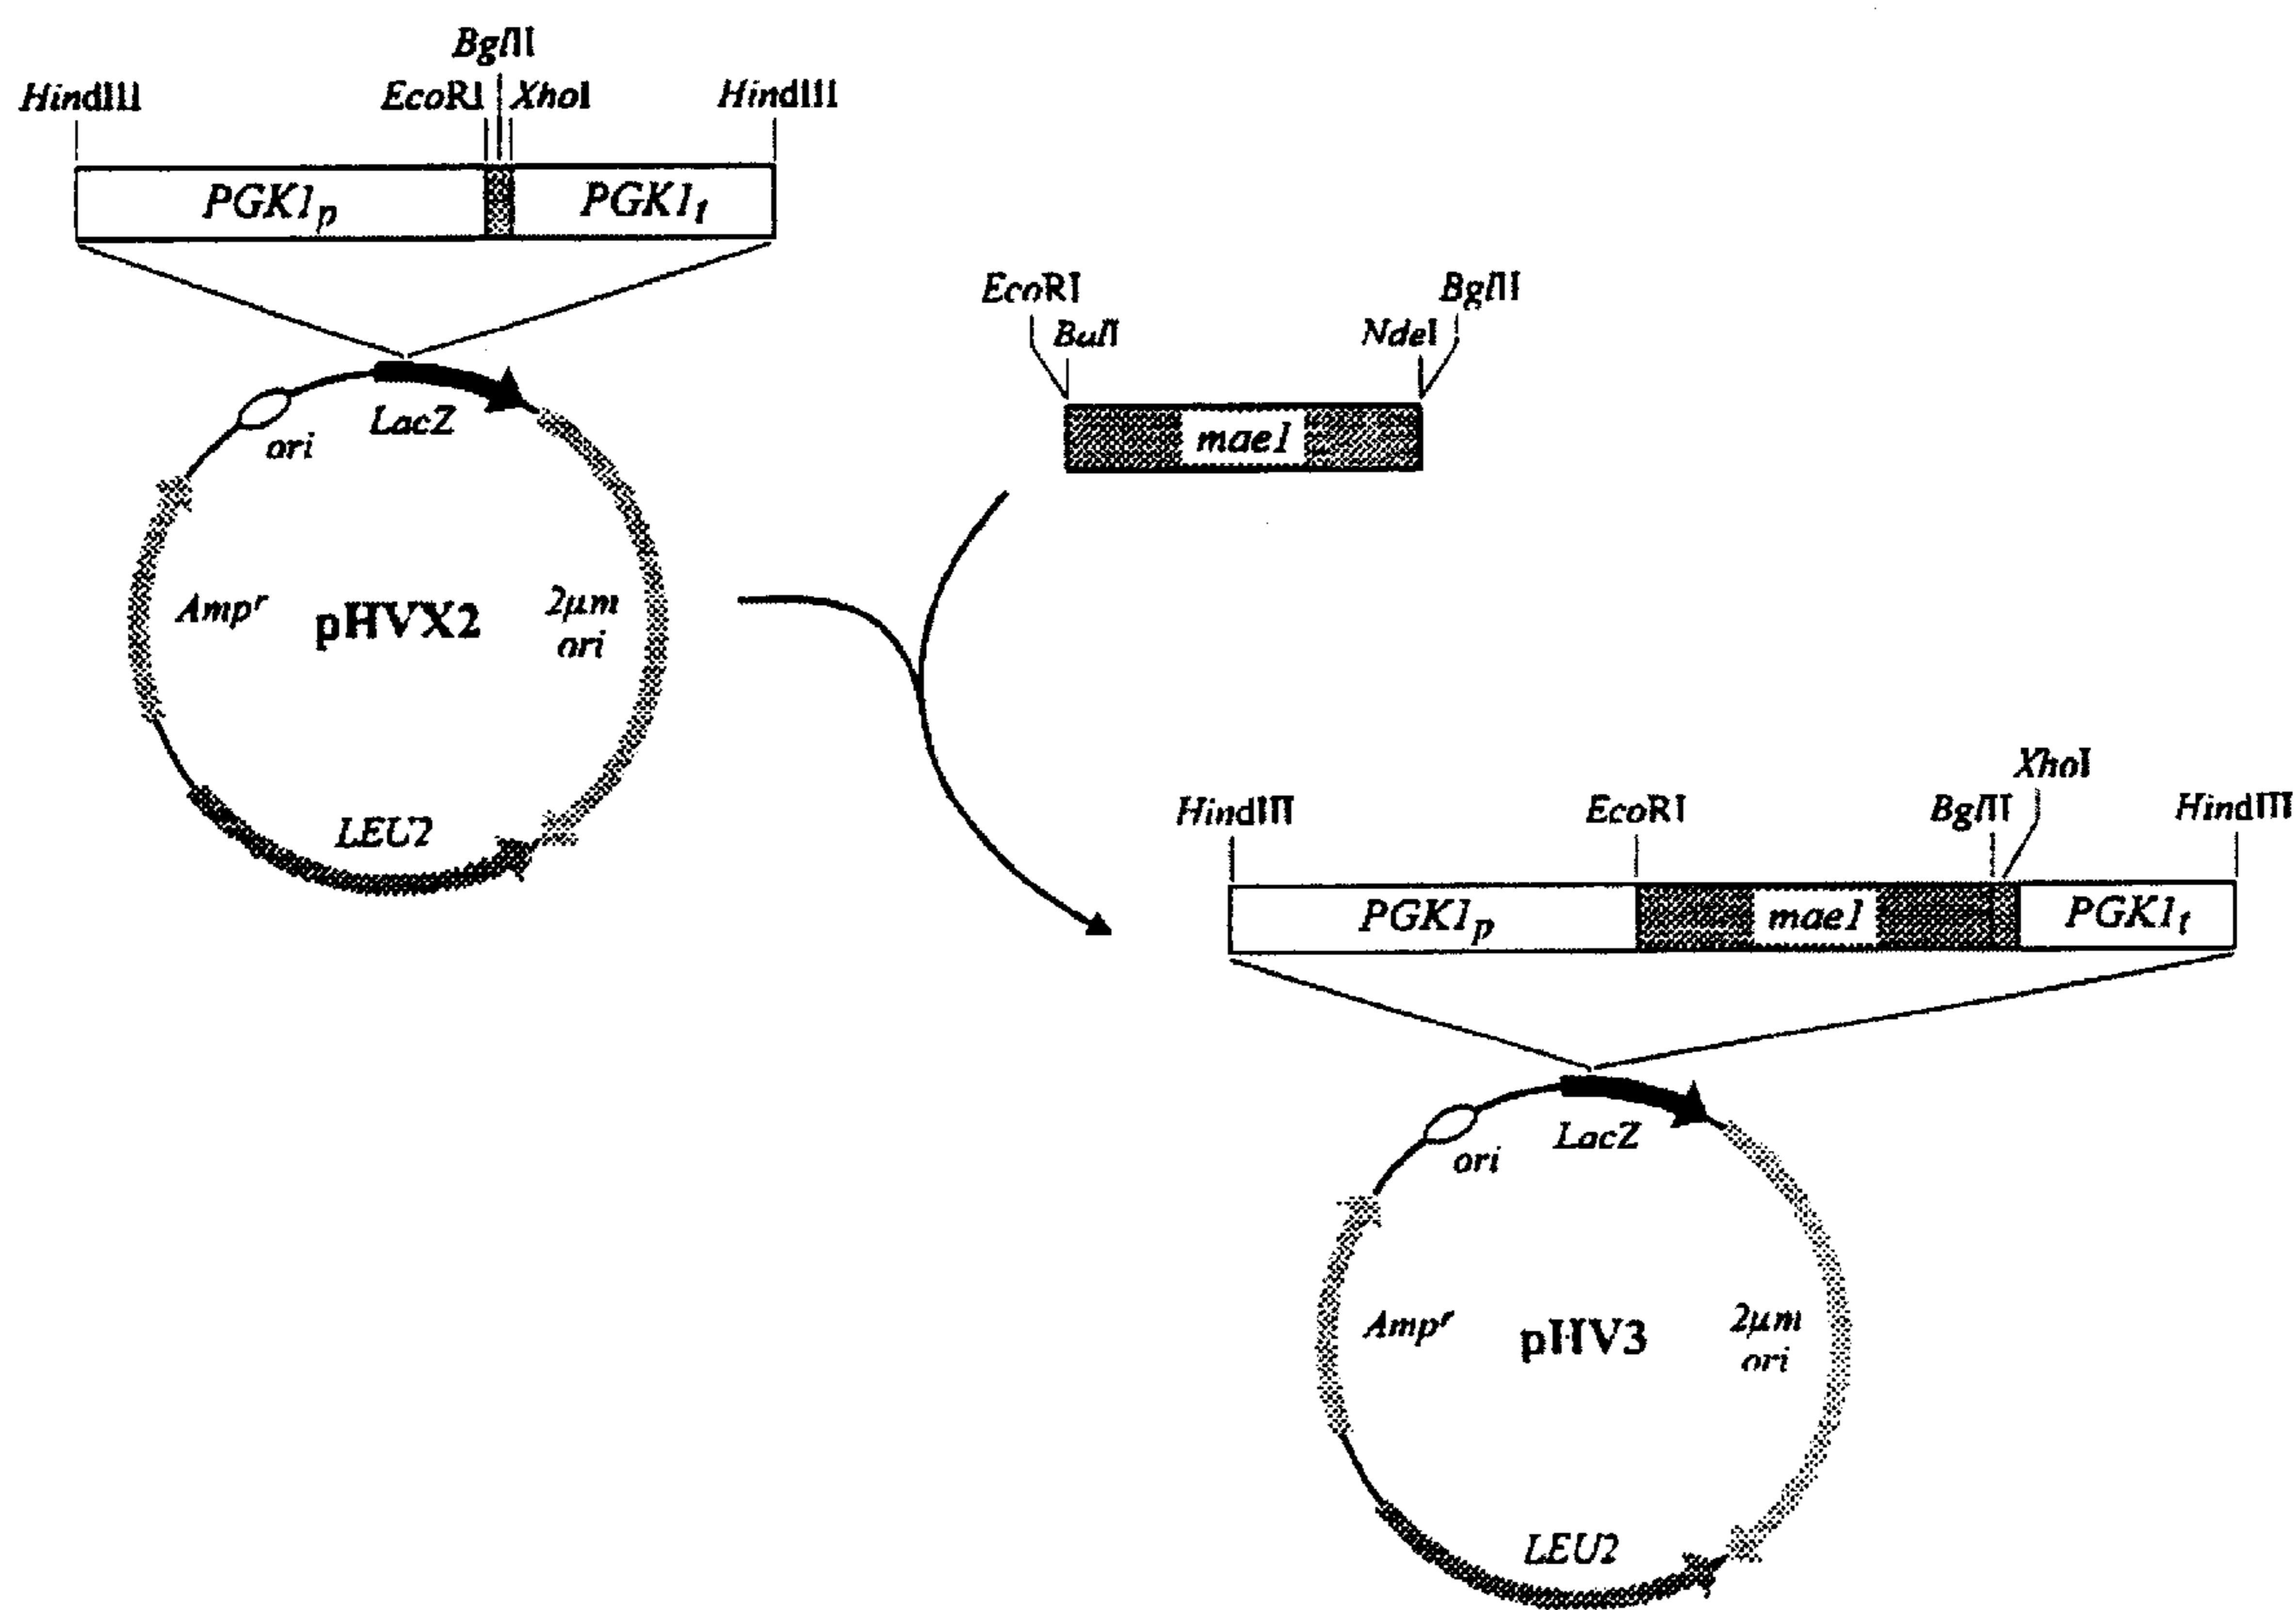 BglII
HindIII EcoRI XhoI HindIII
PGK1p PGK1t
EcoRI BglII
BalI NdeI
mae1
LacZ
ori
Ampr pHVX2 2μm
ori
LEU2
XhoI
HindIII EcoRI BglII HindIII
PGK1p mae1 PGK1t
LacZ
ori
Ampr pHV3 2μm
ori
LEU2